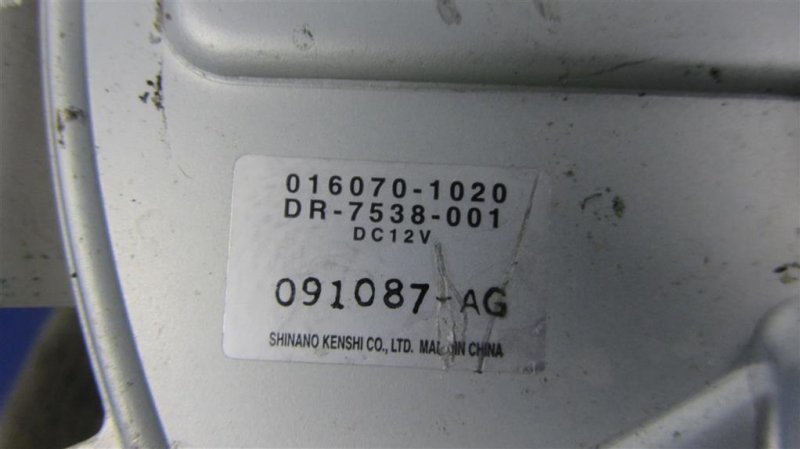 016070-1020
DR-7538-001
DC12V
091087-AG
SHINANO KENSHI CO., LTD. MADE IN CHINA